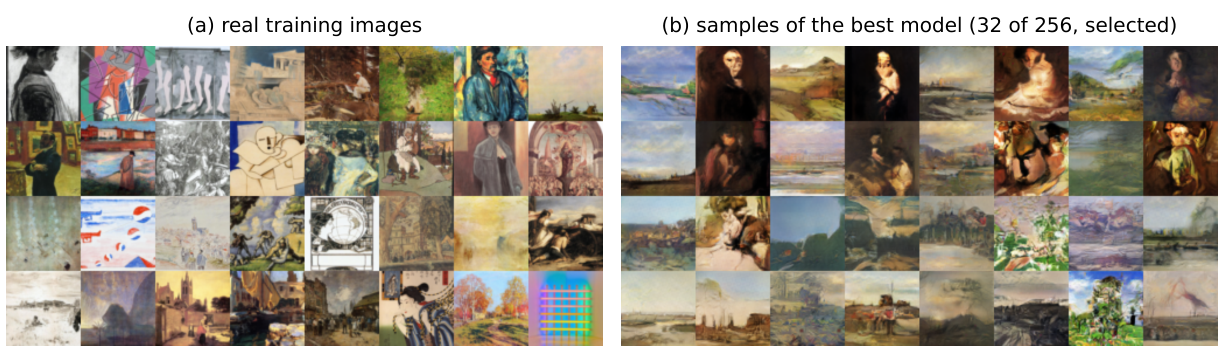 (a) real training images
(b) samples of the best model (32 of 256, selected)